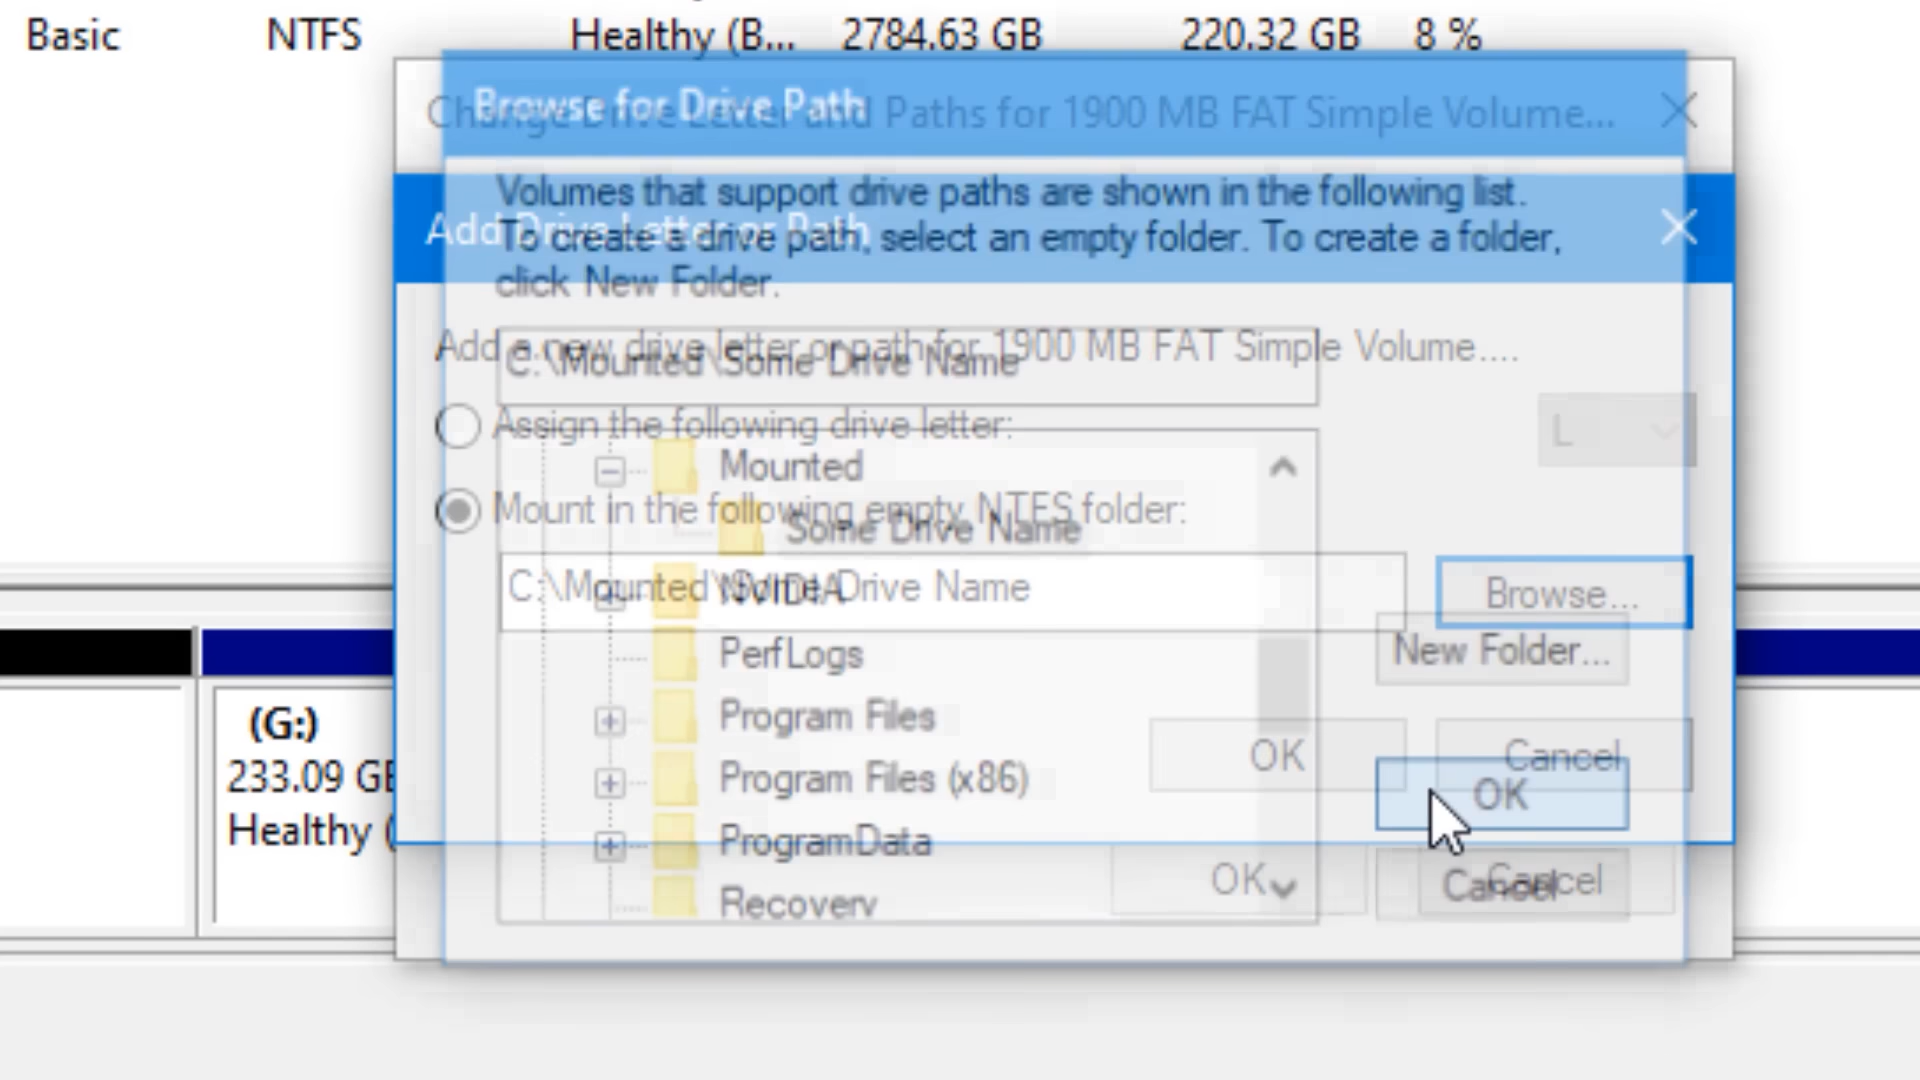 Basic NTFS Healthy (B... 2784.63 GB 220.32 GB 8 %
Browse for Drive Path
Change Drive Letter and Paths for 1900 MB FAT Simple Volume...
Volumes that support drive paths are shown in the following list.
To create a drive path, select an empty folder. To create a folder,
click New Folder.
Add Drive Letter or Path
Add a new drive letter or path for 1900 MB FAT Simple Volume....
C:\Mounted\Some Drive Name
Assign the following drive letter:
L
Mounted
Mount in the following empty NTFS folder:
Some Drive Name
C:\Mounted\Some Drive Name
NVIDIA
Browse...
PerfLogs
New Folder...
Program Files
(G:)
OK
Cancel
Program Files (x86)
233.09 GB
OK
Healthy (
ProgramData
OK
Cancel
Cancel
Recovery